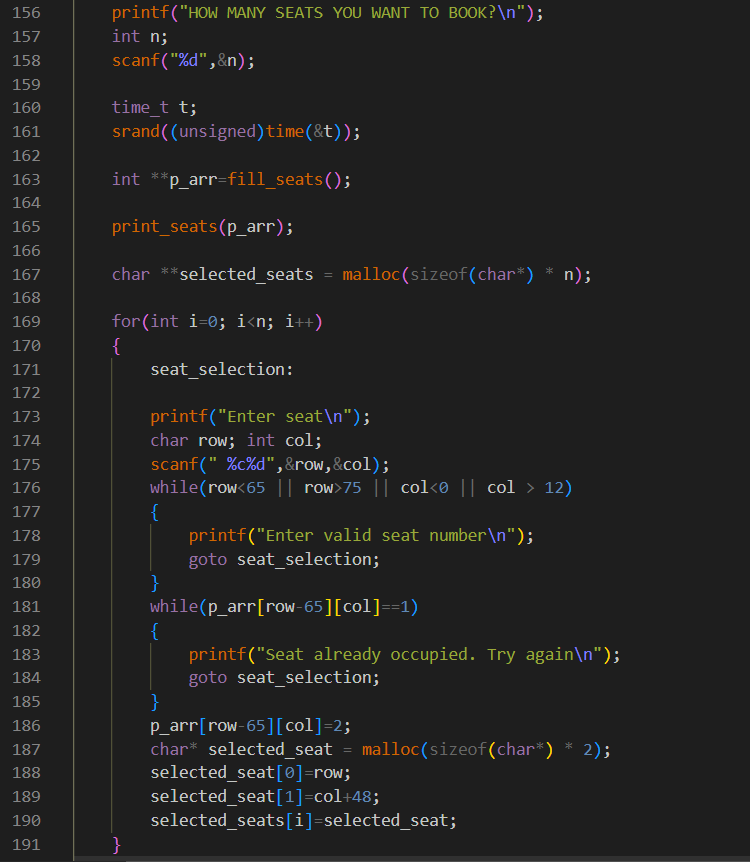 156 printf("HOW MANY SEATS YOU WANT TO BOOK?\n");
157 int n;
158 scanf("%d",&n);
159
160 time_t t;
161 srand((unsigned)time(&t));
162
163 int **p_arr=fill_seats();
164
165 print_seats(p_arr);
166
167 char **selected_seats = malloc(sizeof(char*) * n);
168
169 for(int i=0; i<n; i++)
170 {
171     seat_selection:
172
173     printf("Enter seat\n");
174     char row; int col;
175     scanf(" %c%d",&row,&col);
176     while(row<65 || row>75 || col<0 || col > 12)
177     {
178         printf("Enter valid seat number\n");
179         goto seat_selection;
180     }
181     while(p_arr[row-65][col]==1)
182     {
183         printf("Seat already occupied. Try again\n");
184         goto seat_selection;
185     }
186     p_arr[row-65][col]=2;
187     char* selected_seat = malloc(sizeof(char*) * 2);
188     selected_seat[0]=row;
189     selected_seat[1]=col+48;
190     selected_seats[i]=selected_seat;
191 }